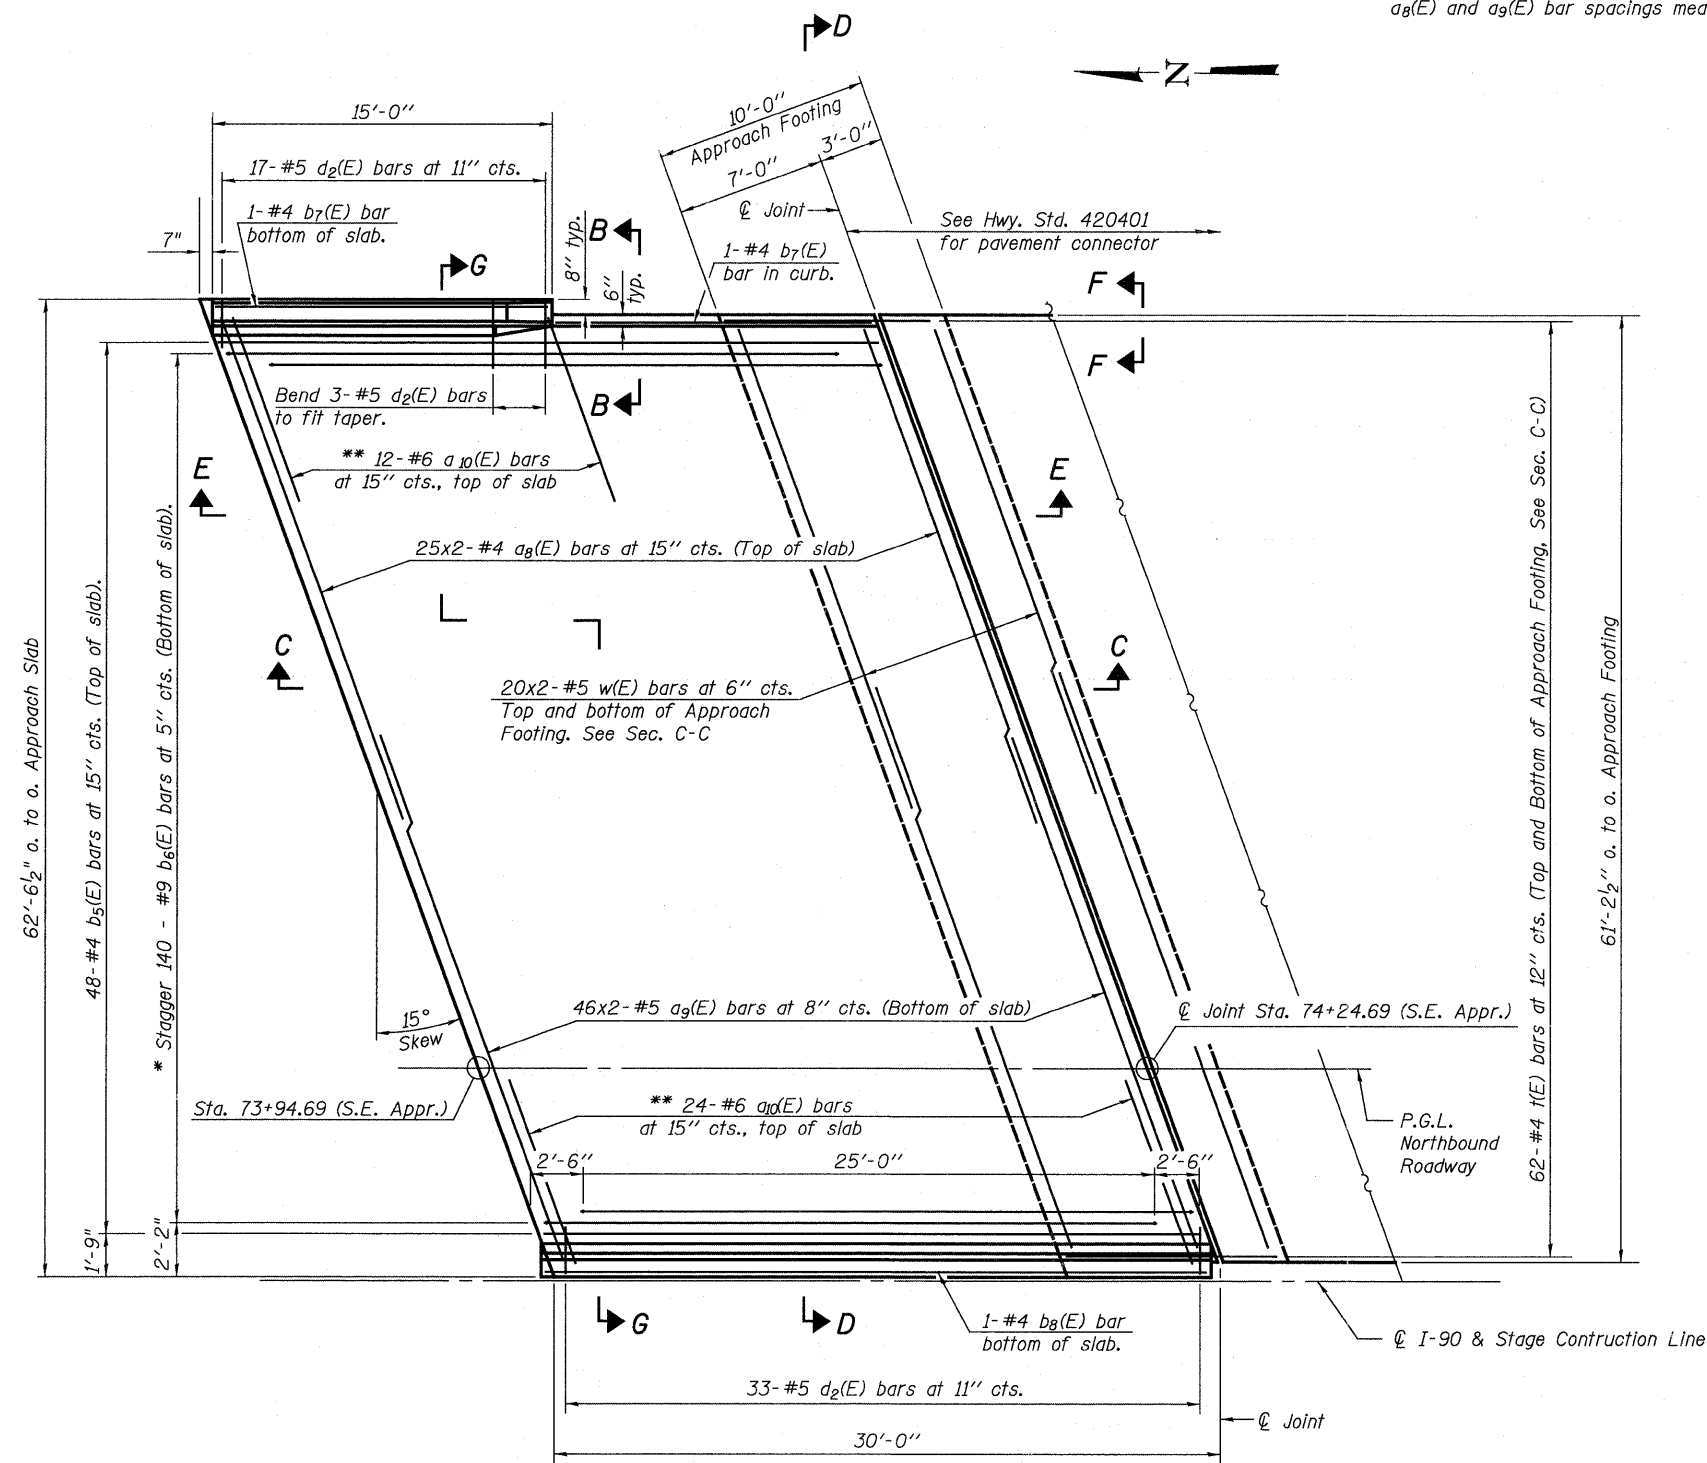 a8(E) and a9(E) bar spacings mea
D
N
15'-0"
10'-0"
Approach Footing
3'-0"
7'-0"
17-#5 d2(E) bars at 11" cts.
℄ Joint
1-#4 b7(E) bar
bottom of slab.
7"
G
8" typ.
B
6"
typ.
1-#4 b7(E)
bar in curb.
See Hwy. Std. 420401
for pavement connector
F
F
Bend 3-#5 d2(E) bars
to fit taper.
B
** 12-#6 a10(E) bars
at 15" cts., top of slab
E
E
25x2-#4 a8(E) bars at 15" cts. (Top of slab)
C
C
20x2-#5 w(E) bars at 6" cts.
Top and bottom of Approach
Footing. See Sec. C-C
62'-6½" o. to o. Approach Slab
48-#4 b5(E) bars at 15" cts. (Top of slab).
* Stagger 140 - #9 b6(E) bars at 5" cts. (Bottom of slab).
62-#4 t(E) bars at 12" cts. (Top and Bottom of Approach Footing, See Sec. C-C)
61'-2½" o. to o. Approach Footing
46x2-#5 a9(E) bars at 8" cts. (Bottom of slab)
℄ Joint Sta. 74+24.69 (S.E. Appr.)
15°
Skew
Sta. 73+94.69 (S.E. Appr.)
** 24-#6 a10(E) bars
at 15" cts., top of slab
P.G.L.
Northbound
Roadway
2'-6"
25'-0"
2'-6"
1'-9"
2'-2"
G
D
1-#4 b8(E) bar
bottom of slab.
℄ I-90 & Stage Contruction Line
33-#5 d2(E) bars at 11" cts.
℄ Joint
30'-0"